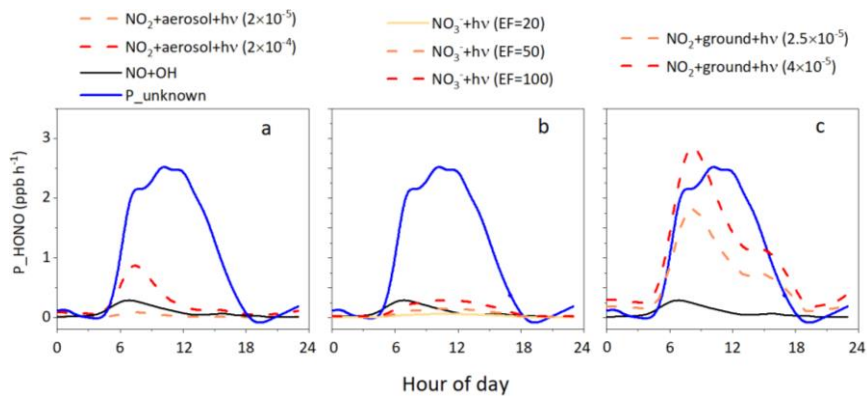 NO₂+aerosol+hν (2×10⁻⁵)
NO₂+aerosol+hν (2×10⁻⁴)
NO+OH
P_unknown
NO₃⁻+hν (EF=20)
NO₃⁻+hν (EF=50)
NO₃⁻+hν (EF=100)
NO₂+ground+hν (2.5×10⁻⁵)
NO₂+ground+hν (4×10⁻⁵)
a
b
c
P_HONO (ppb h⁻¹)
3
2
1
0
0 6 12 18 23
0 6 12 18 23
0 6 12 18 23
Hour of day